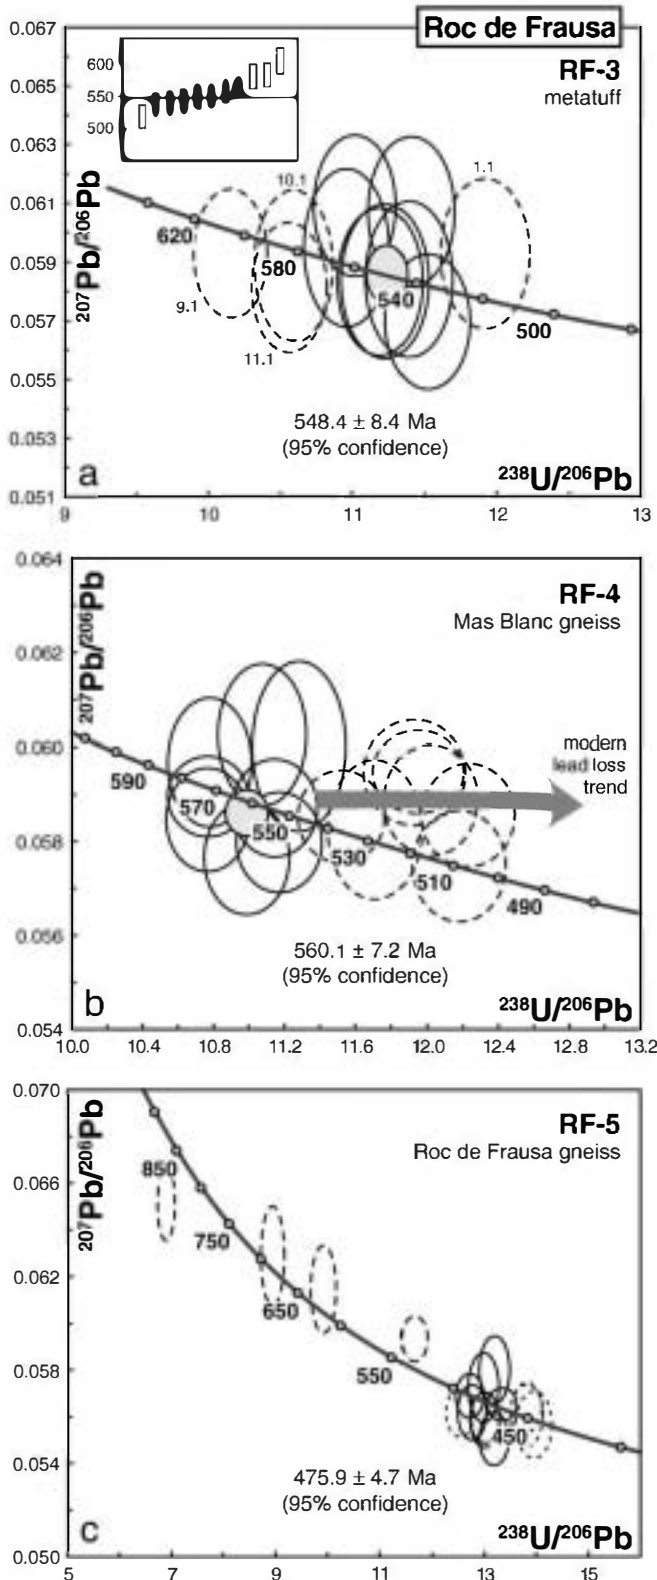 Roc de Frausa
RF-3
metatuff
0.067
0.065
0.063
0.061
0.059
0.057
0.055
0.053
0.051
600
550
500
207Pb/206Pb
10.1
1.1
620
580
540
500
9.1
11.1
548.4 ± 8.4 Ma
(95% confidence)
a
238U/206Pb
9
10
11
12
13
0.064
0.062
0.060
0.058
0.056
0.054
207Pb/206Pb
RF-4
Mas Blanc gneiss
modern
lead loss
trend
590
570
550
530
510
490
560.1 ± 7.2 Ma
(95% confidence)
b
238U/206Pb
10.0
10.4
10.8
11.2
11.6
12.0
12.4
12.8
13.2
0.070
0.066
0.062
0.058
0.054
0.050
207Pb/206Pb
RF-5
Roc de Frausa gneiss
850
750
650
550
450
475.9 ± 4.7 Ma
(95% confidence)
c
238U/206Pb
5
7
9
11
13
15